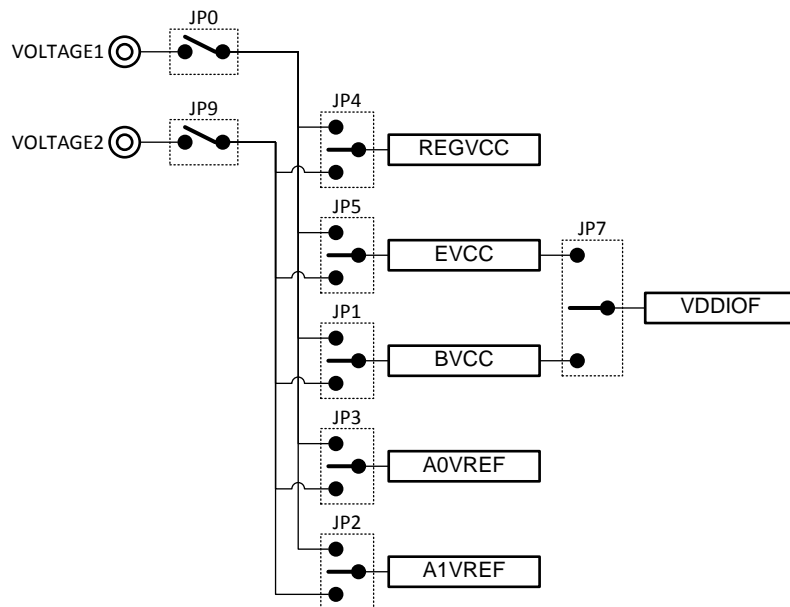 JP0
VOLTAGE1
JP9
VOLTAGE2
JP4
REGVCC
JP5
EVCC
JP7
VDDIOF
JP1
BVCC
JP3
A0VREF
JP2
A1VREF